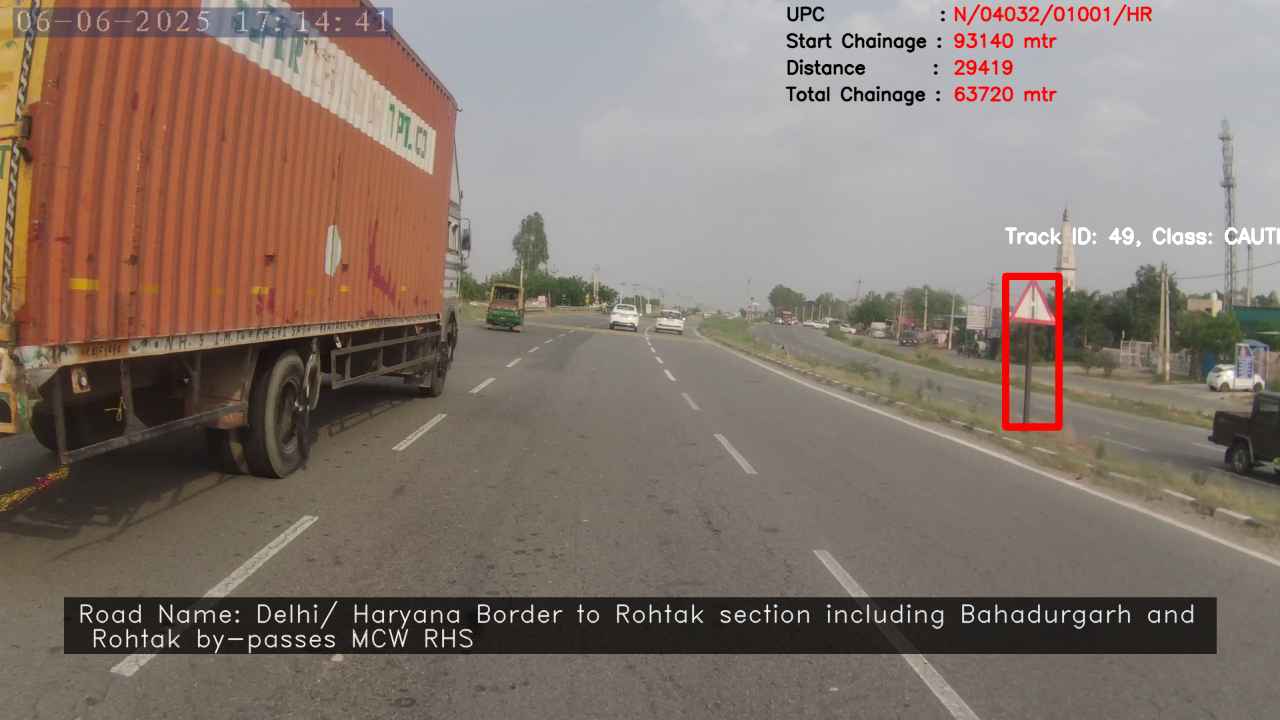 06-06-2025 17:14:41
UPC : N/04032/01001/HR
Start Chainage : 93140 mtr
Distance : 29419
Total Chainage : 63720 mtr
Track ID: 49, Class: CAUTI
Road Name: Delhi/ Haryana Border to Rohtak section including Bahadurgarh and
Rohtak by-passes MCW RHS